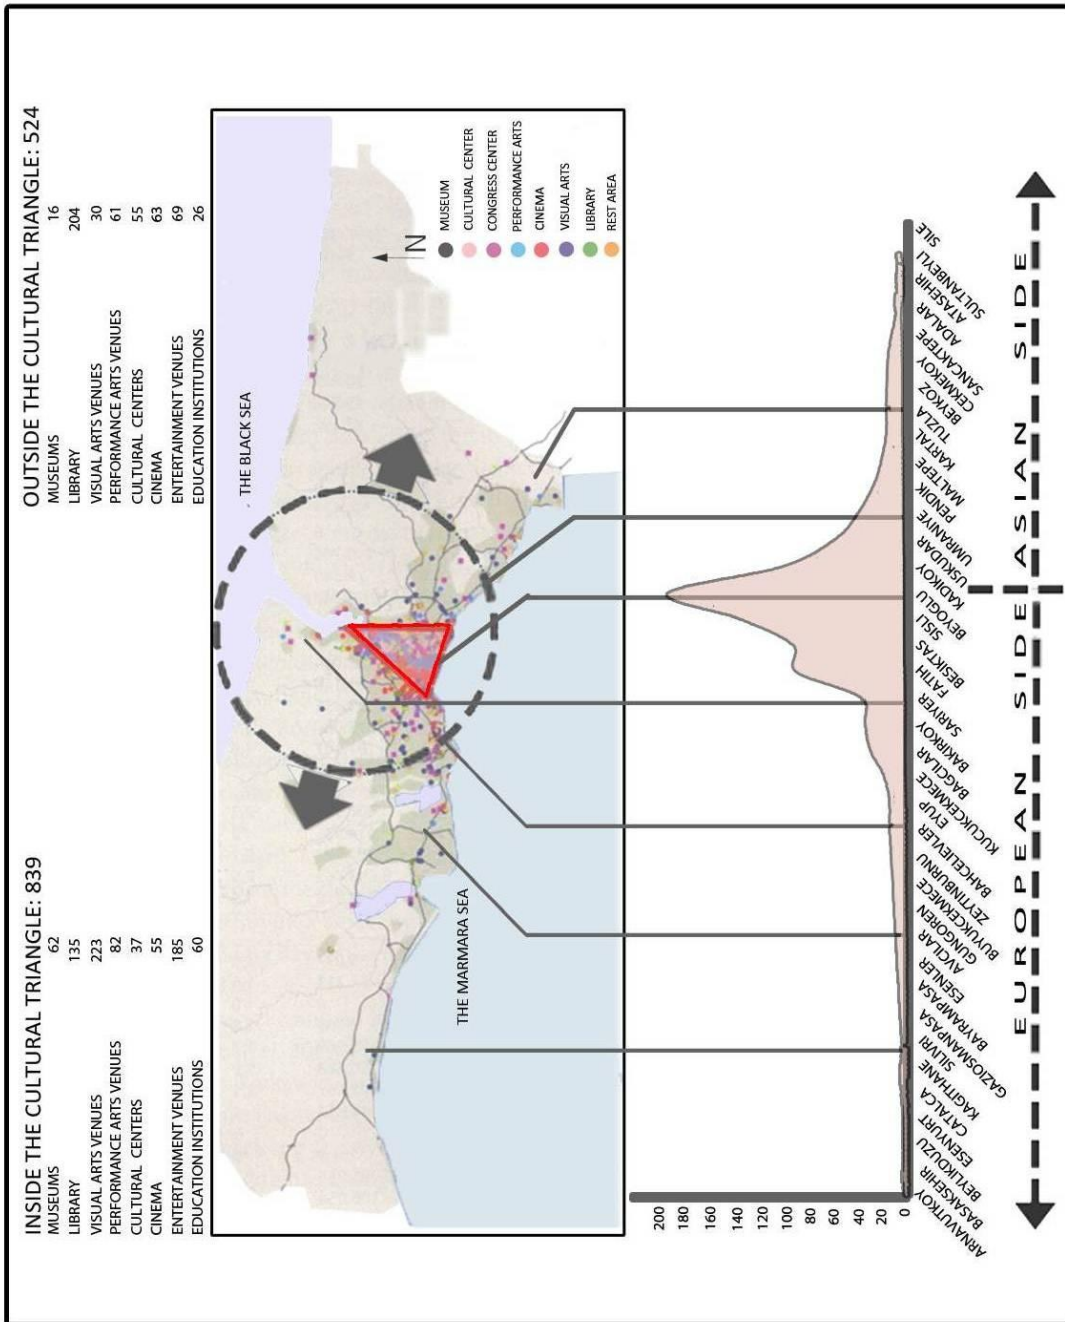 INSIDE THE CULTURAL TRIANGLE: 839
MUSEUMS 62
LIBRARY 135
VISUAL ARTS VENUES 223
PERFORMANCE ARTS VENUES 82
CULTURAL CENTERS 37
CINEMA 55
ENTERTAINMENT VENUES 185
EDUCATION INSTITUTIONS 60
OUTSIDE THE CULTURAL TRIANGLE: 524
MUSEUMS 16
LIBRARY 204
VISUAL ARTS VENUES 30
PERFORMANCE ARTS VENUES 61
CULTURAL CENTERS 55
CINEMA 63
ENTERTAINMENT VENUES 69
EDUCATION INSTITUTIONS 26
THE BLACK SEA
THE MARMARA SEA
N
MUSEUM
CULTURAL CENTER
CONGRESS CENTER
PERFORMANCE ARTS
CINEMA
VISUAL ARTS
LIBRARY
REST AREA
200
180
160
140
120
100
80
60
40
20
0
ARNAVUTKOY
BASAKSEHIR
BEYLIKDUZU
ESENYURT
CATALCA
KAGITHANE
SILIVRI
GAZIOSMANPASA
BAYRAMPASA
ESENLER
AVCILAR
GUNGOREN
BUYUKCEKMECE
ZEYTINBURNU
BAHCELIEVLER
EYUP
KUCUKCEKMECE
BAGCILAR
BAKIRKOY
SARIYER
FATIH
BESIKTAS
SISLI
BEYOGLU
KADIKOY
USKUDAR
UMRANIYE
PENDIK
MALTEPE
KARTAL
TUZLA
BEYKOZ
CEKMEKOY
SANCAKTEPE
ADALAR
ATASEHIR
SULTANBEYLI
SILE
EUROPEAN SIDE
ASIAN SIDE